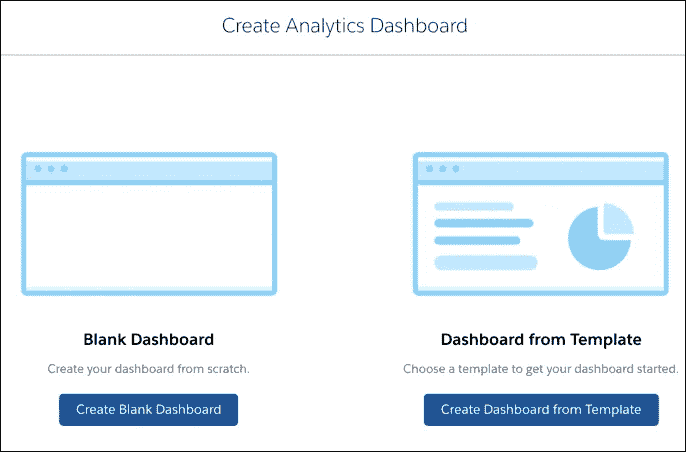 Create Analytics Dashboard
Blank Dashboard
Create your dashboard from scratch.
Create Blank Dashboard
Dashboard from Template
Choose a template to get your dashboard started.
Create Dashboard from Template